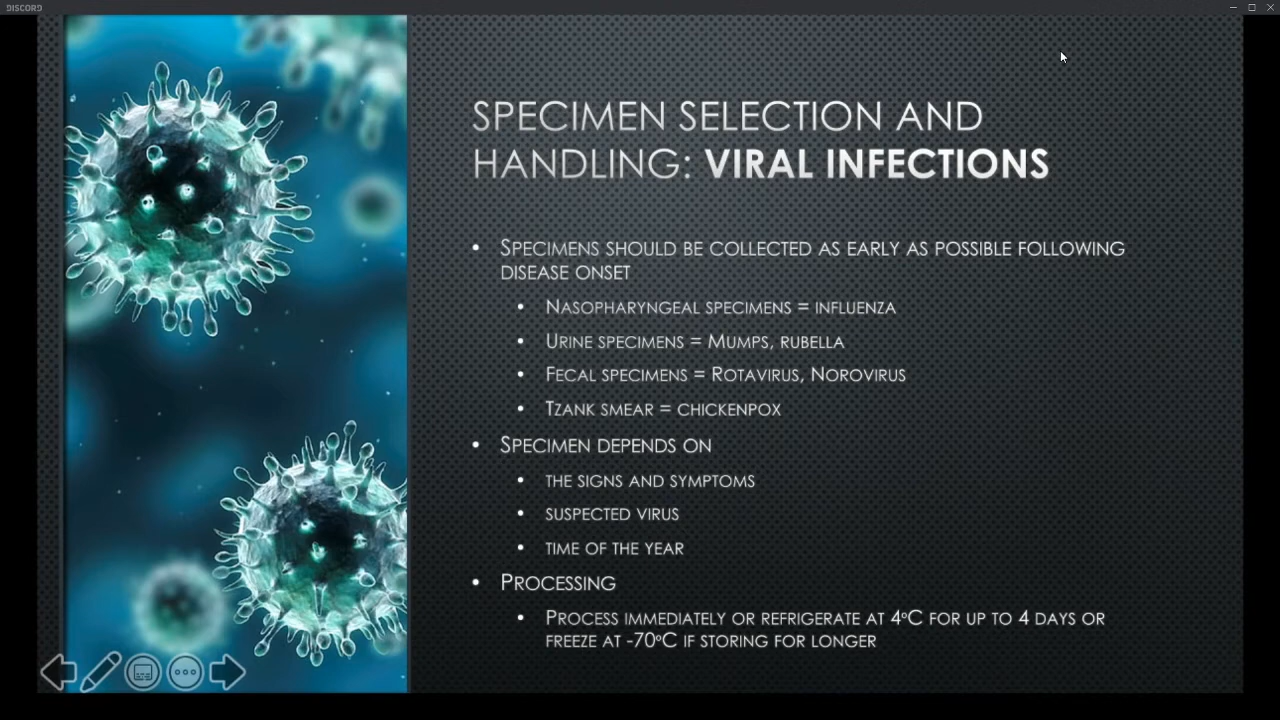 DISCORD
SPECIMEN SELECTION AND
HANDLING: VIRAL INFECTIONS
• SPECIMENS SHOULD BE COLLECTED AS EARLY AS POSSIBLE FOLLOWING
DISEASE ONSET
• NASOPHARYNGEAL SPECIMENS = INFLUENZA
• URINE SPECIMENS = MUMPS, RUBELLA
• FECAL SPECIMENS = ROTAVIRUS, NOROVIRUS
• TZANK SMEAR = CHICKENPOX
• SPECIMEN DEPENDS ON
• THE SIGNS AND SYMPTOMS
• SUSPECTED VIRUS
• TIME OF THE YEAR
• PROCESSING
• PROCESS IMMEDIATELY OR REFRIGERATE AT 4ºC FOR UP TO 4 DAYS OR
FREEZE AT -70ºC IF STORING FOR LONGER